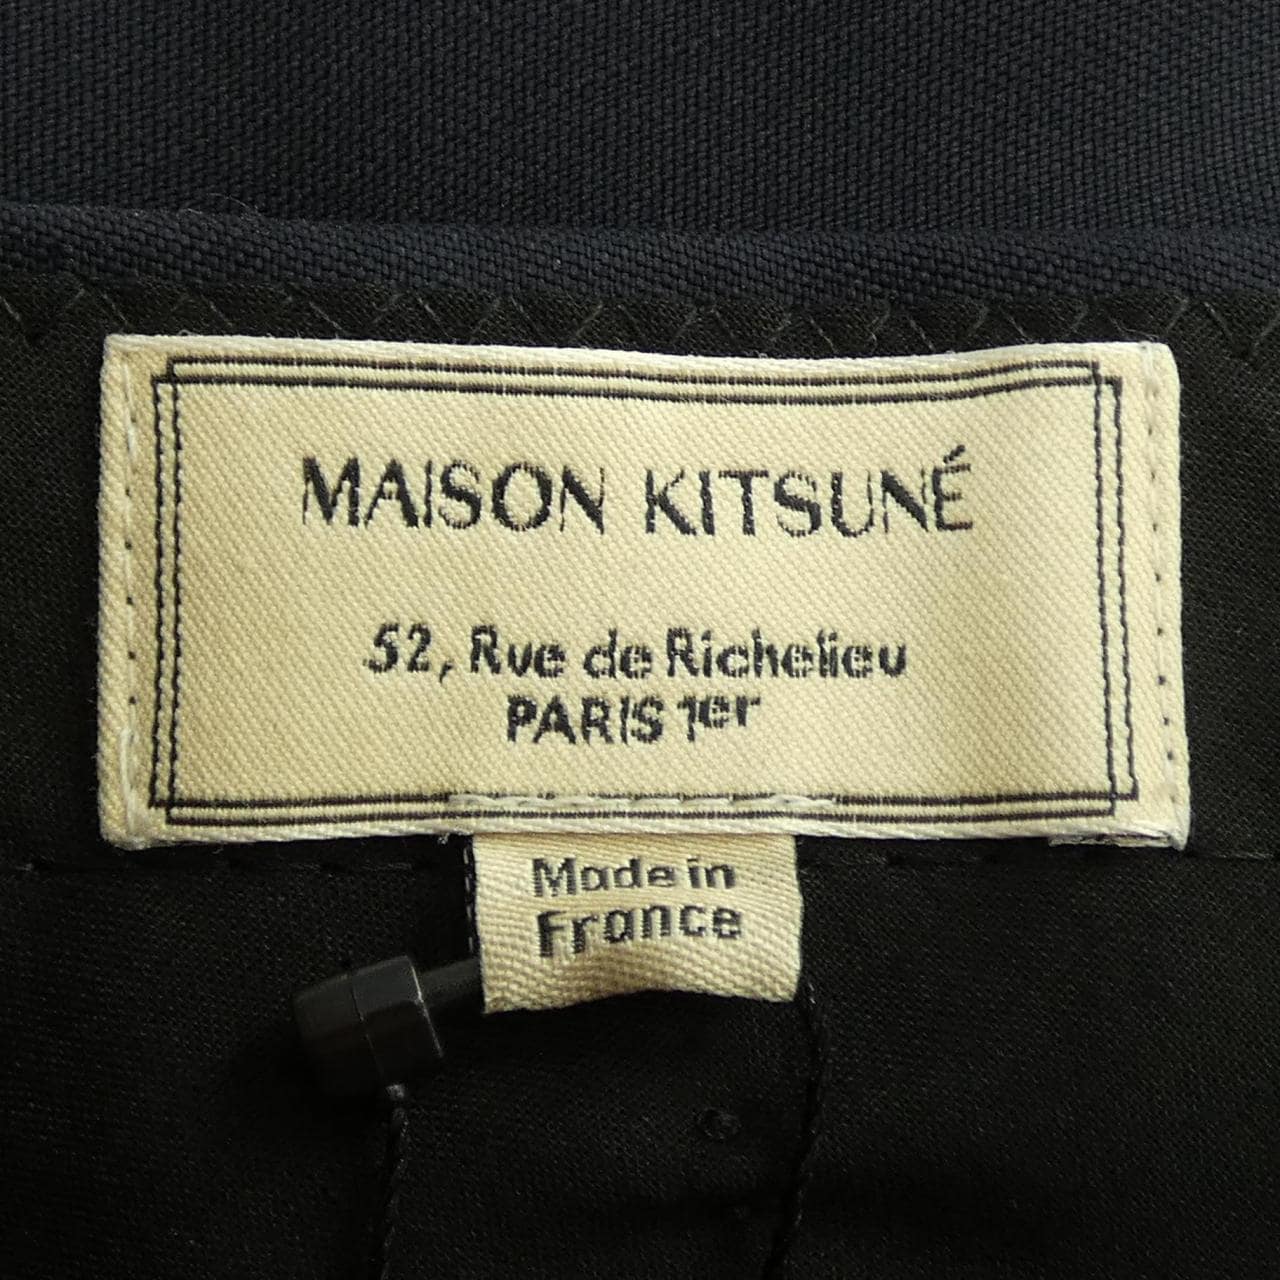 MAISON KITSUNÉ
52, Rue de Richelieu
PARIS 1er
Made in
France